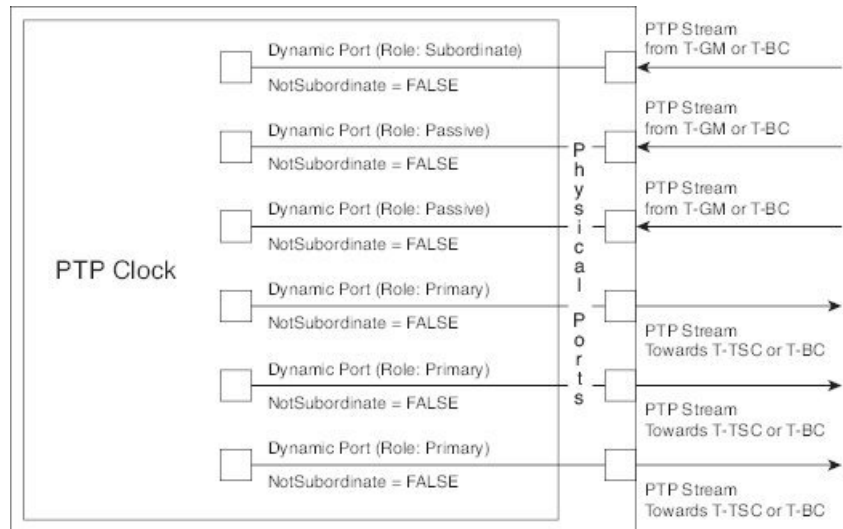 Dynamic Port (Role: Subordinate)
NotSubordinate = FALSE
PTP Stream
from T-GM or T-BC
Dynamic Port (Role: Passive)
NotSubordinate = FALSE
PTP Stream
from T-GM or T-BC
Dynamic Port (Role: Passive)
NotSubordinate = FALSE
PTP Stream
from T-GM or T-BC
PTP Clock
Physical Ports
Dynamic Port (Role: Primary)
NotSubordinate = FALSE
PTP Stream
Towards T-TSC or T-BC
Dynamic Port (Role: Primary)
NotSubordinate = FALSE
PTP Stream
Towards T-TSC or T-BC
Dynamic Port (Role: Primary)
NotSubordinate = FALSE
PTP Stream
Towards T-TSC or T-BC